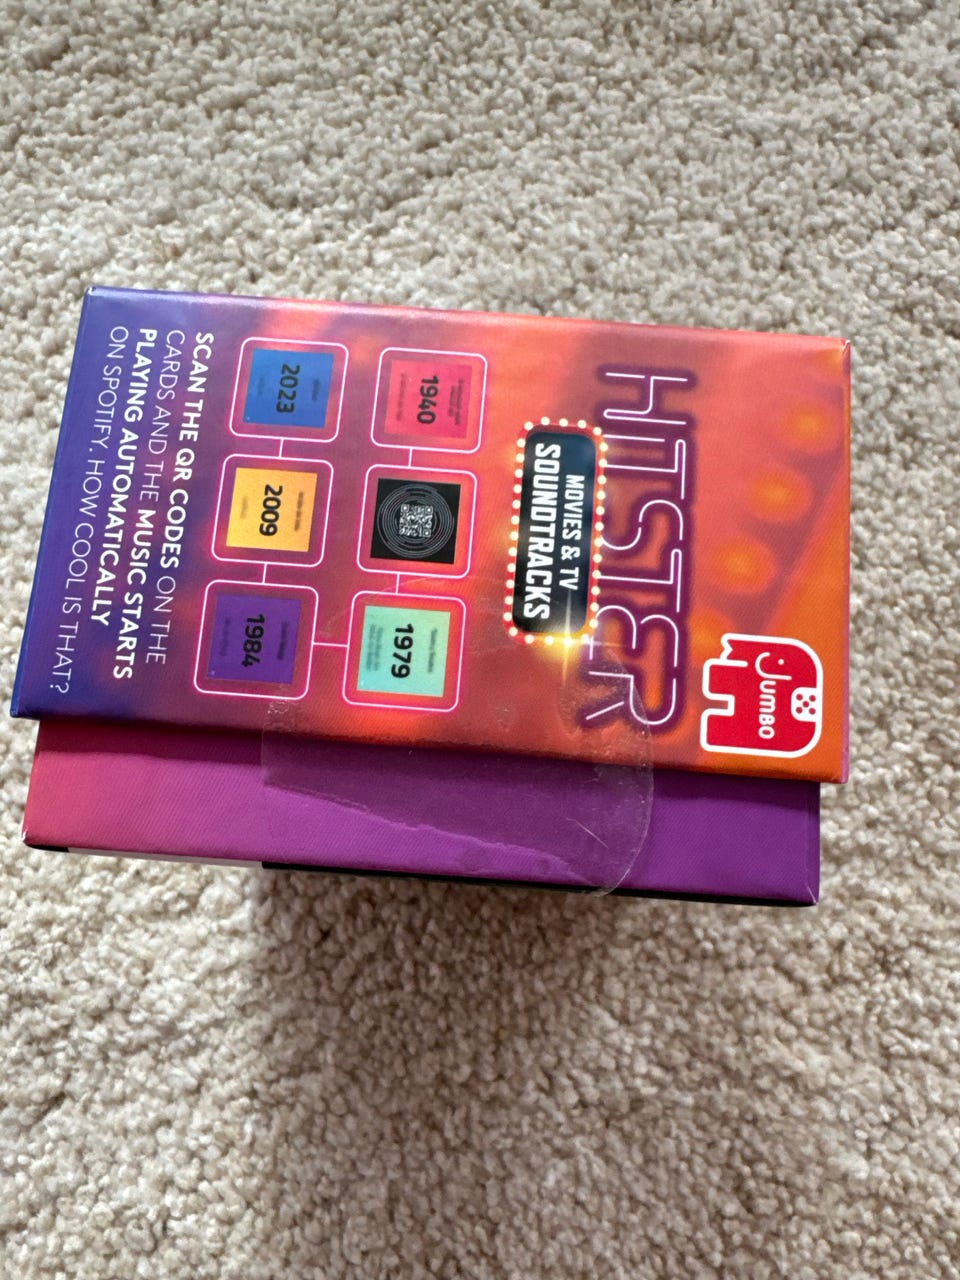 Jumbo
HITSTER
MOVIES & TV
SOUNDTRACKS
1940
1979
2023
2009
1984
SCAN THE QR CODES ON THE
CARDS AND THE MUSIC STARTS
PLAYING AUTOMATICALLY
ON SPOTIFY. HOW COOL IS THAT?